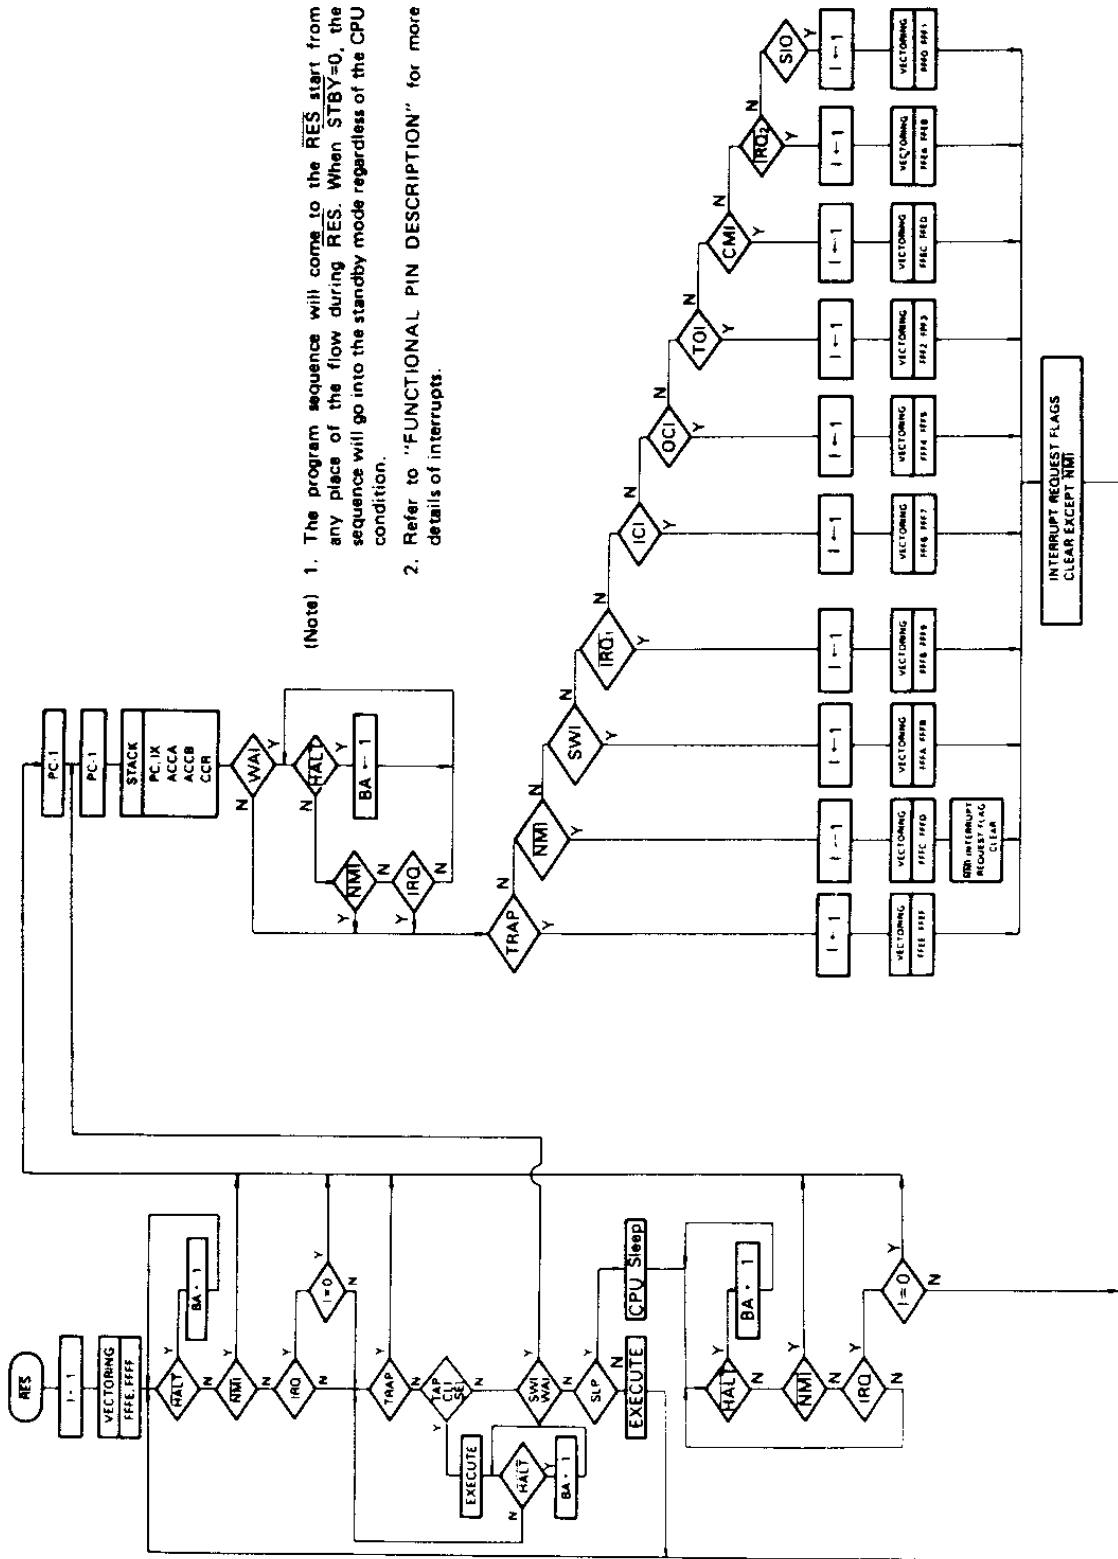 RES
VECTORING
FFFE, FFFF
HALT
Y
BA · 1
N
NMI
Y
N
IRQ
Y
I=0
Y
N
N
TRAP
Y
N
Y
N
EXECUTE
HALT
Y
N
BA · 1
SWI
WAI
Y
N
SLP
Y
N
EXECUTE
CPU Sleep
HALT
Y
BA · 1
N
NMI
Y
N
IRQ
Y
N
I=0
Y
N
PC-1
PC-1
STACK
PC, IX
ACCA
ACCB
CCR
WAI
N
Y
HALT
N
Y
BA ← 1
NMI
Y
N
IRQ
Y
N
(Note) 1. The program sequence will come to the RES start from
any place of the flow during RES. When STBY=0, the
sequence will go into the standby mode regardless of the CPU
condition.
2. Refer to "FUNCTIONAL PIN DESCRIPTION" for more
details of interrupts.
TRAP
N
Y
NMI
N
Y
SWI
N
Y
IRQ1
N
Y
ICI
N
Y
OCI
N
Y
TOI
N
Y
CMI
N
Y
IRQ2
N
Y
SIO
Y
I ← 1
I ← 1
I ← 1
I ← 1
I ← 1
I ← 1
I ← 1
I ← 1
I ← 1
I ← 1
VECTORING
FFEE FFEF
VECTORING
FFFC FFFD
VECTORING
FFFA FFFB
VECTORING
FFF8 FFF9
VECTORING
FFF6 FFF7
VECTORING
FFF4 FFF5
VECTORING
FFF2 FFF3
VECTORING
FFEC FFED
VECTORING
FFEA FFEB
VECTORING
FFF0 FFF1
NMI INTERRUPT
REQUEST FLAG
CLEAR
INTERRUPT REQUEST FLAGS
CLEAR EXCEPT NMI